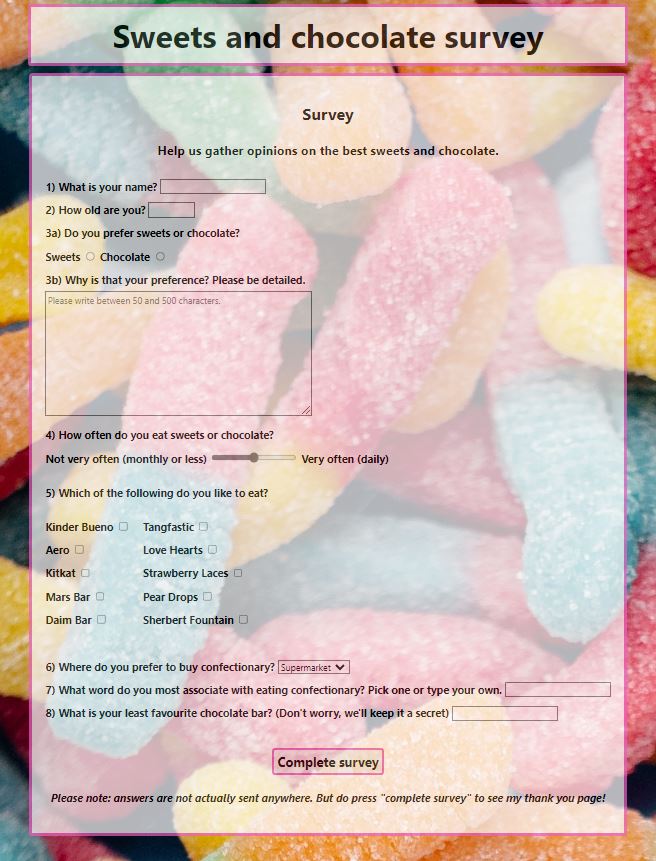 Sweets and chocolate survey
Survey
Help us gather opinions on the best sweets and chocolate.
1) What is your name?
2) How old are you?
3a) Do you prefer sweets or chocolate?
Sweets Chocolate
3b) Why is that your preference? Please be detailed.
Please write between 50 and 500 characters.
4) How often do you eat sweets or chocolate?
Not very often (monthly or less) Very often (daily)
5) Which of the following do you like to eat?
Kinder Bueno Tangfastic
Aero Love Hearts
Kitkat Strawberry Laces
Mars Bar Pear Drops
Daim Bar Sherbert Fountain
6) Where do you prefer to buy confectionary? Supermarket
7) What word do you most associate with eating confectionary? Pick one or type your own.
8) What is your least favourite chocolate bar? (Don't worry, we'll keep it a secret)
Complete survey
Please note: answers are not actually sent anywhere. But do press "complete survey" to see my thank you page!